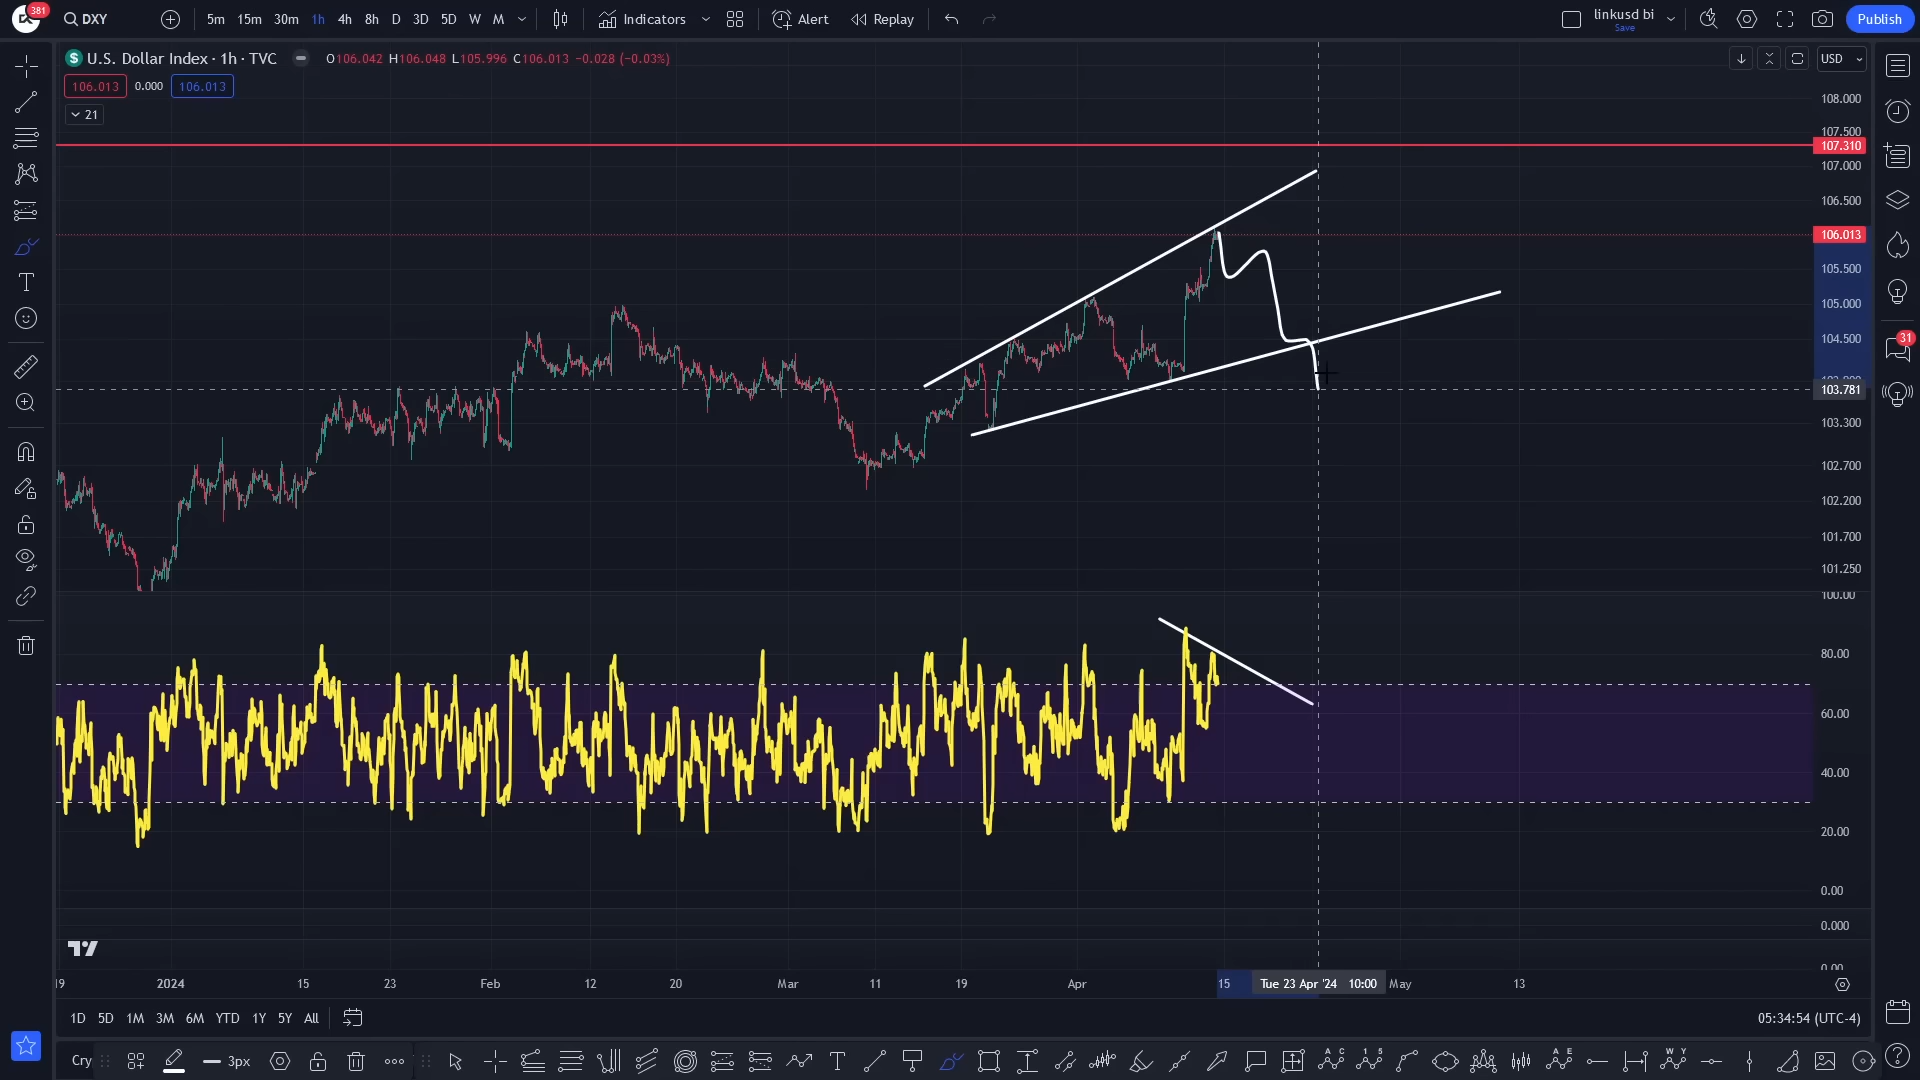 381
DXY
5m 15m 30m 1h 4h 8h D 3D 5D W M
Indicators
Alert
Replay
linkusd bi
Save
Publish
U.S. Dollar Index · 1h · TVC
O106.042 H106.048 L105.996 C106.013 −0.028 (−0.03%)
USD
106.013 0.000 106.013
21
108.000
107.500
107.310
107.000
106.500
106.013
105.500
105.000
104.500
103.781
103.300
102.700
102.200
101.700
101.250
100.00
80.00
60.00
40.00
20.00
0.00
0.000
0.00
31
19 2024 15 23 Feb 12 20 Mar 11 19 Apr 15 Tue 23 Apr '24 10:00 May 13
1D 5D 1M 3M 6M YTD 1Y 5Y All
05:34:54 (UTC-4)
Cry
3px